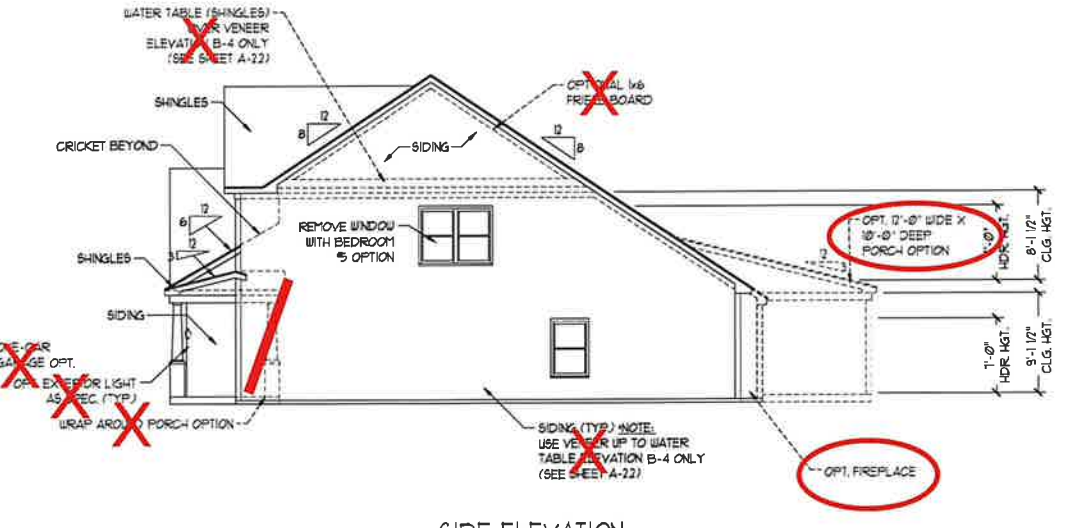 WATER TABLE (SHINGLES)
OVER VENEER
ELEVATION B-4 ONLY
(SEE SHEET A-22)
OPTIONAL 1x6
FRIEZE BOARD
SHINGLES
12
8
12
8
SIDING
CRICKET BEYOND
12
6
12
3
REMOVE WINDOW
WITH BEDROOM
5 OPTION
OPT. 12'-0" WIDE X
10'-0" DEEP
PORCH OPTION
12
HDR. HGT.
8'-1 1/2"
CLG. HGT.
SHINGLES
SIDING
ONE-CAR
GARAGE OPT.
OPT. EXTERIOR LIGHT
AS SPEC. (TYP.)
WRAP AROUND PORCH OPTION
7'-0"
HDR. HGT.
9'-1 1/2"
CLG. HGT.
SIDING (TYP.) *NOTE:
USE VENEER UP TO WATER
TABLE ELEVATION B-4 ONLY
(SEE SHEET A-22)
OPT. FIREPLACE
SIDE ELEVATION